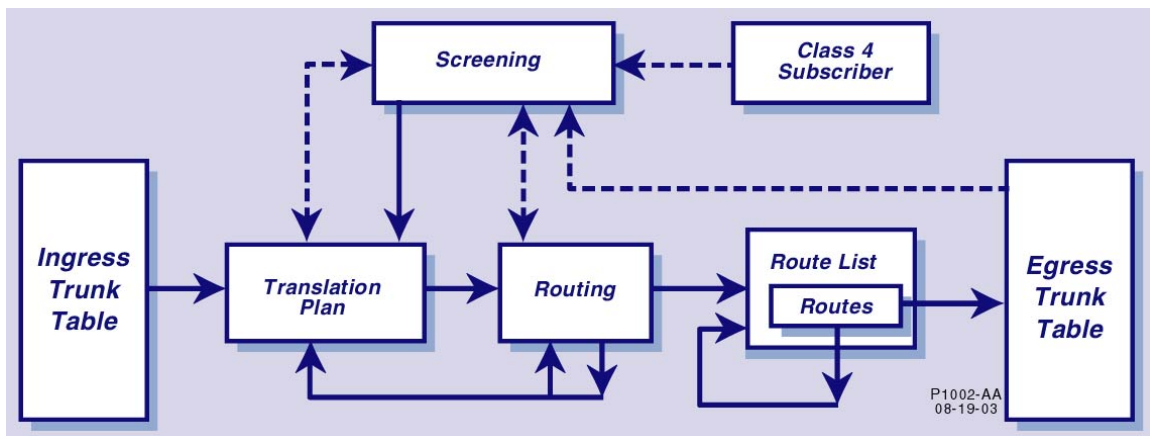 Screening
Class 4
Subscriber
Ingress
Trunk
Table
Translation
Plan
Routing
Route List
Routes
Egress
Trunk
Table
P1002-AA
08-19-03